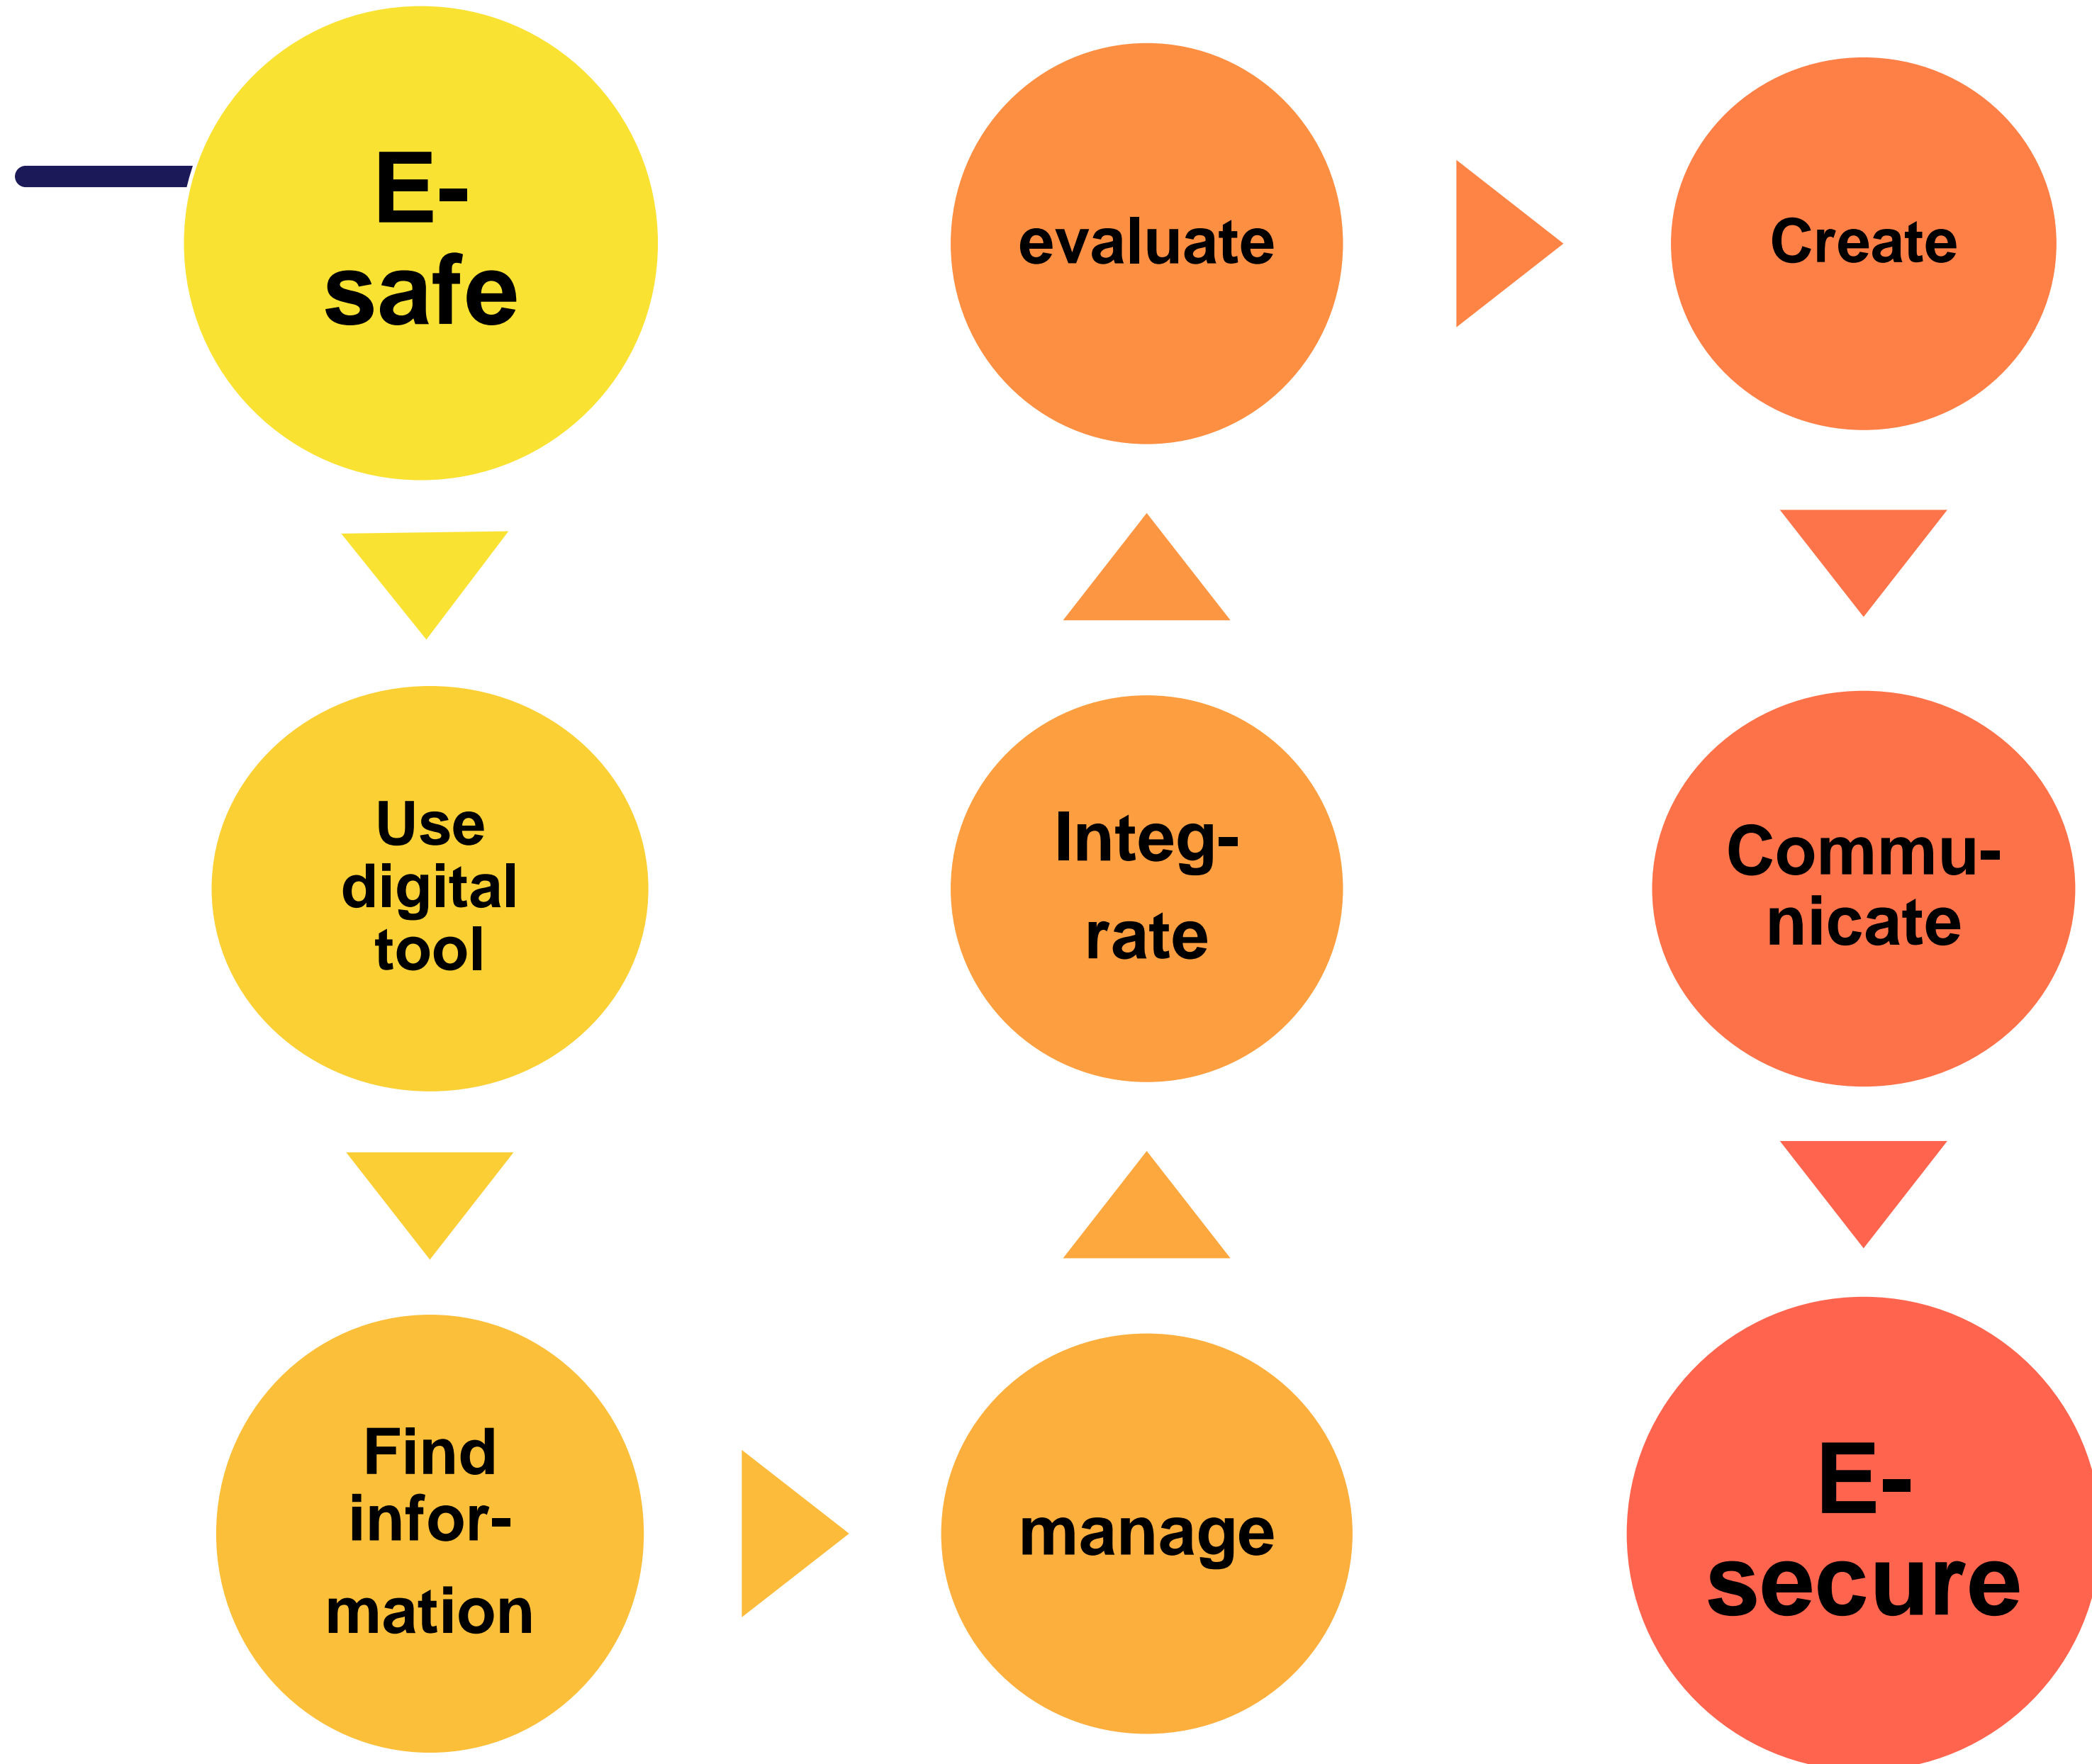 E-
safe
Use
digital
tool
Find
infor-
mation
manage
Integ-
rate
evaluate
Create
Commu-
nicate
E-
secure